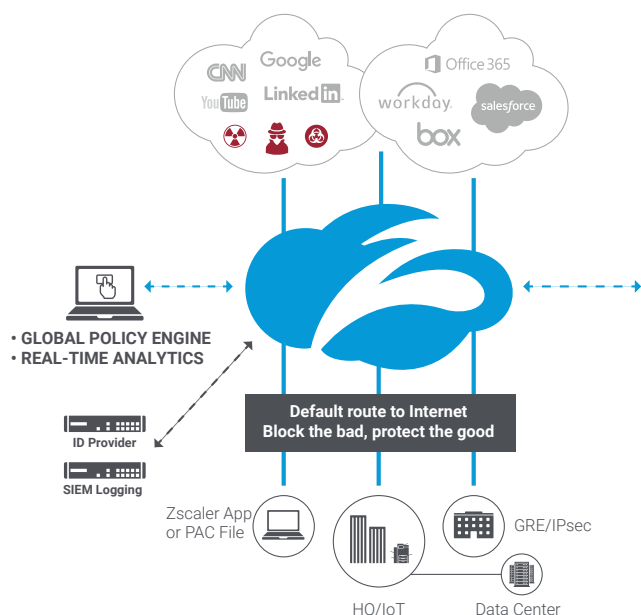 CNN
Google
YouTube
Linked in
Office 365
workday.
salesforce
box
• GLOBAL POLICY ENGINE
• REAL-TIME ANALYTICS
Default route to Internet
Block the bad, protect the good
ID Provider
SIEM Logging
Zscaler App
or PAC File
GRE/IPsec
HQ/IoT
Data Center